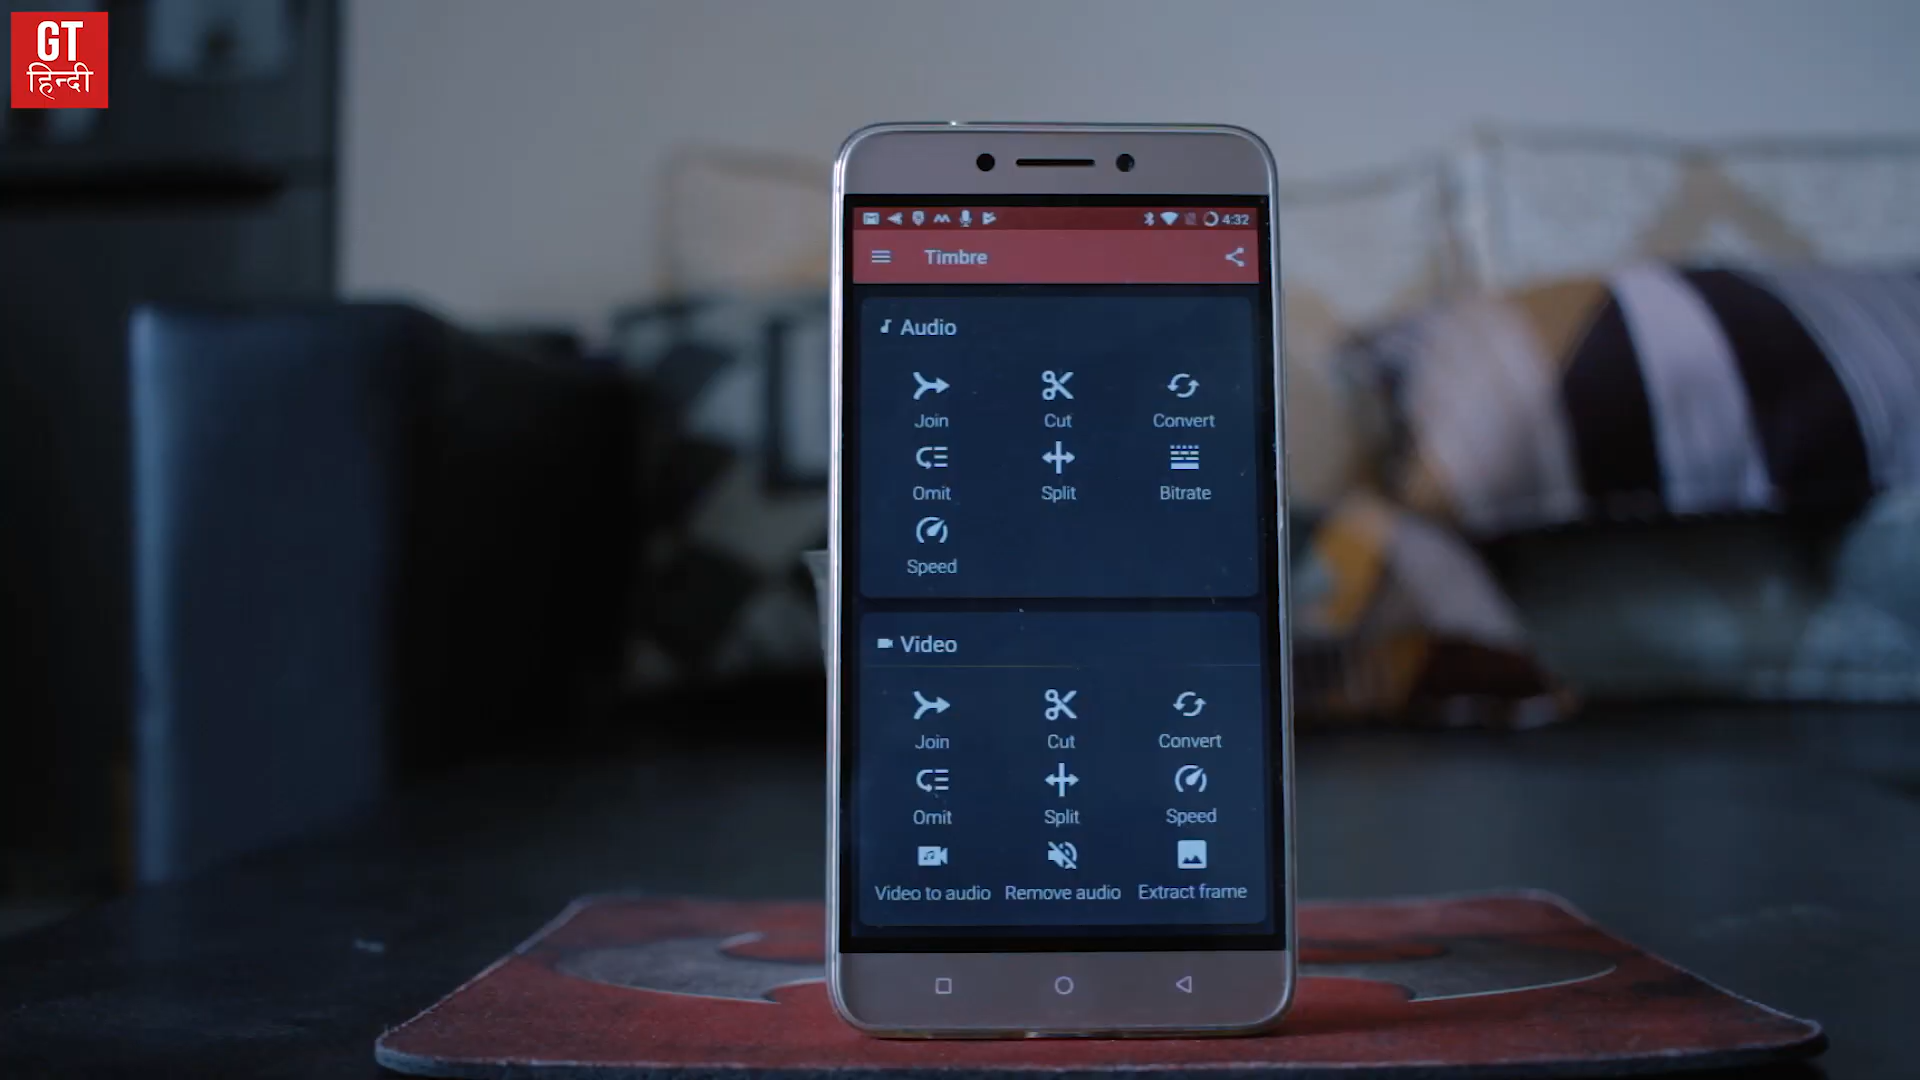 GT
हिन्दी
4:32
Timbre
Audio
Join Cut Convert
Omit Split Bitrate
Speed
Video
Join Cut Convert
Omit Split Speed
Video to audio Remove audio Extract frame